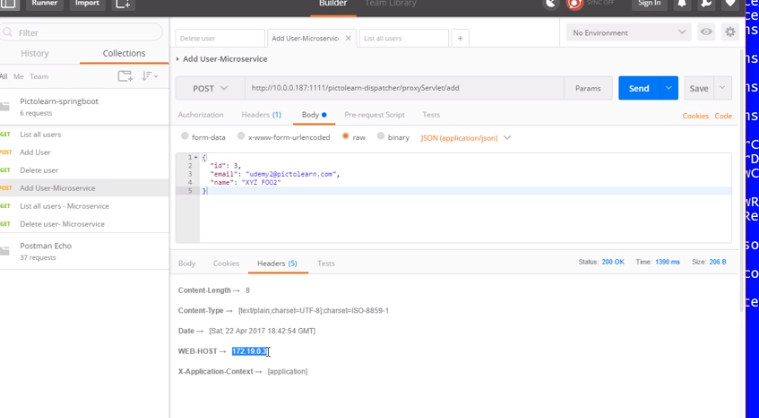 Runner Import Builder Team Library SYNC OFF Sign In
Filter
History Collections
All Me Team
Pictolearn-springboot
6 requests
GET List all users
POST Add User
GET Delete user
POST Add User-Microservice
GET List all users - Microservice
GET Delete user- Microservice
Postman Echo
37 requests
Delete user Add User-Microservic List all users No Environment
Add User-Microservice
POST http://10.0.0.187:1111/pictolearn-dispatcher/proxyServlet/add Params Send Save
Authorization Headers (1) Body Pre-request Script Tests Cookies Code
form-data x-www-form-urlencoded raw binary JSON (application/json)
1 {
2 "id": 3,
3 "email": "udemy2@pictolearn.com",
4 "name": "XYZ FOO2"
5 }
Body Cookies Headers (5) Tests Status: 200 OK Time: 1390 ms Size: 206 B
Content-Length → 8
Content-Type → [text/plain;charset=UTF-8];charset=ISO-8859-1
Date → [Sat, 22 Apr 2017 18:42:54 GMT]
WEB-HOST → 172.19.0.3
X-Application-Context → [application]